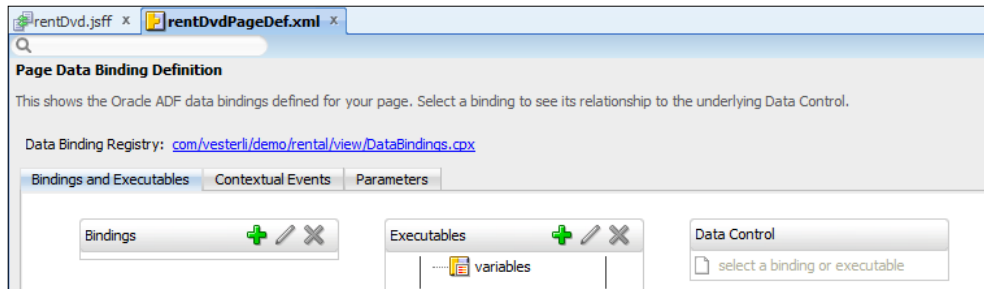 rentDvd.jsff x rentDvdPageDef.xml x
Page Data Binding Definition
This shows the Oracle ADF data bindings defined for your page. Select a binding to see its relationship to the underlying Data Control.
Data Binding Registry: com/vesterli/demo/rental/view/DataBindings.cpx
Bindings and Executables Contextual Events Parameters
Bindings Executables Data Control
variables select a binding or executable